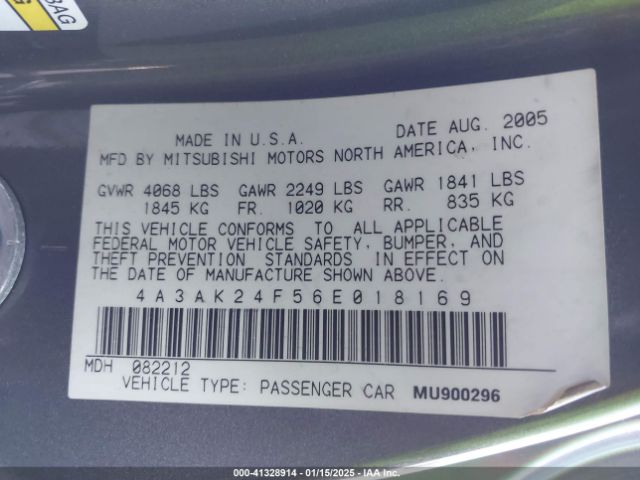 BAG
MADE IN U.S.A. DATE AUG. 2005
MFD BY MITSUBISHI MOTORS NORTH AMERICA, INC.
GVWR 4068 LBS GAWR 2249 LBS GAWR 1841 LBS
1845 KG FR. 1020 KG RR. 835 KG
THIS VEHICLE CONFORMS TO ALL APPLICABLE
FEDERAL MOTOR VEHICLE SAFETY, BUMPER, AND
THEFT PREVENTION STANDARDS IN EFFECT ON
THE DATE OF MANUFACTURE SHOWN ABOVE.
4A3AK24F56E018169
MDH 082212
VEHICLE TYPE: PASSENGER CAR MU900296
000-41328914 - 01/15/2025 - IAA Inc.